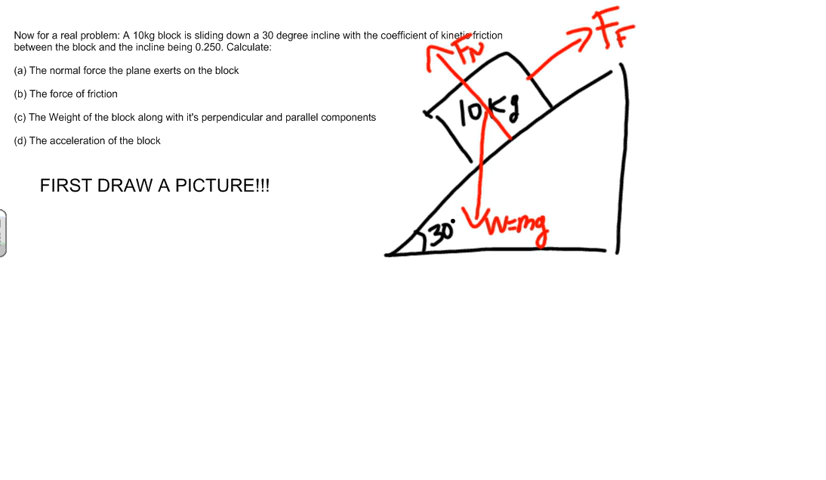 Now for a real problem: A 10kg block is sliding down a 30 degree incline with the coefficient of kinetic friction
between the block and the incline being 0.250. Calculate:
(a) The normal force the plane exerts on the block
(b) The force of friction
(c) The Weight of the block along with it's perpendicular and parallel components
(d) The acceleration of the block
FIRST DRAW A PICTURE!!!
FF
FN
10kg
30°
W=mg